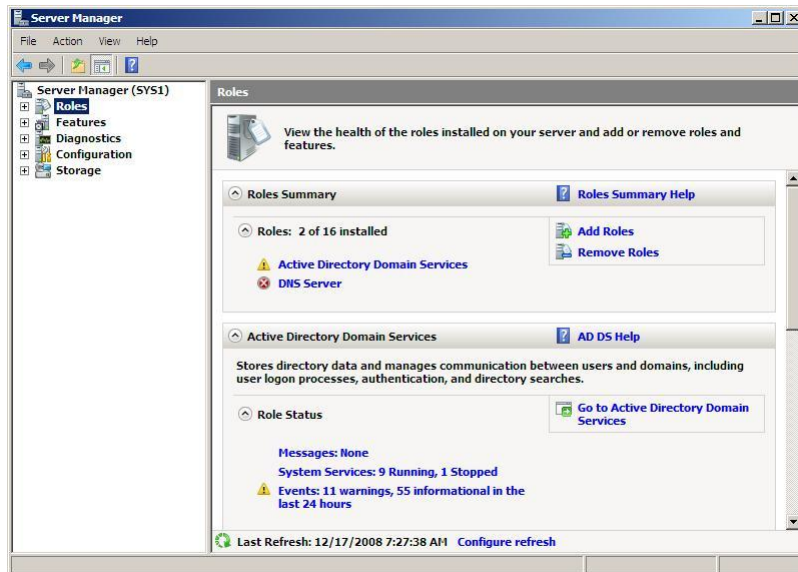 Server Manager
File Action View Help
Server Manager (SYS1)
Roles
Features
Diagnostics
Configuration
Storage
Roles
View the health of the roles installed on your server and add or remove roles and
features.
Roles Summary
Roles Summary Help
Roles: 2 of 16 installed
Add Roles
Remove Roles
Active Directory Domain Services
DNS Server
Active Directory Domain Services
AD DS Help
Stores directory data and manages communication between users and domains, including
user logon processes, authentication, and directory searches.
Role Status
Go to Active Directory Domain
Services
Messages: None
System Services: 9 Running, 1 Stopped
Events: 11 warnings, 55 informational in the
last 24 hours
Last Refresh: 12/17/2008 7:27:38 AM Configure refresh